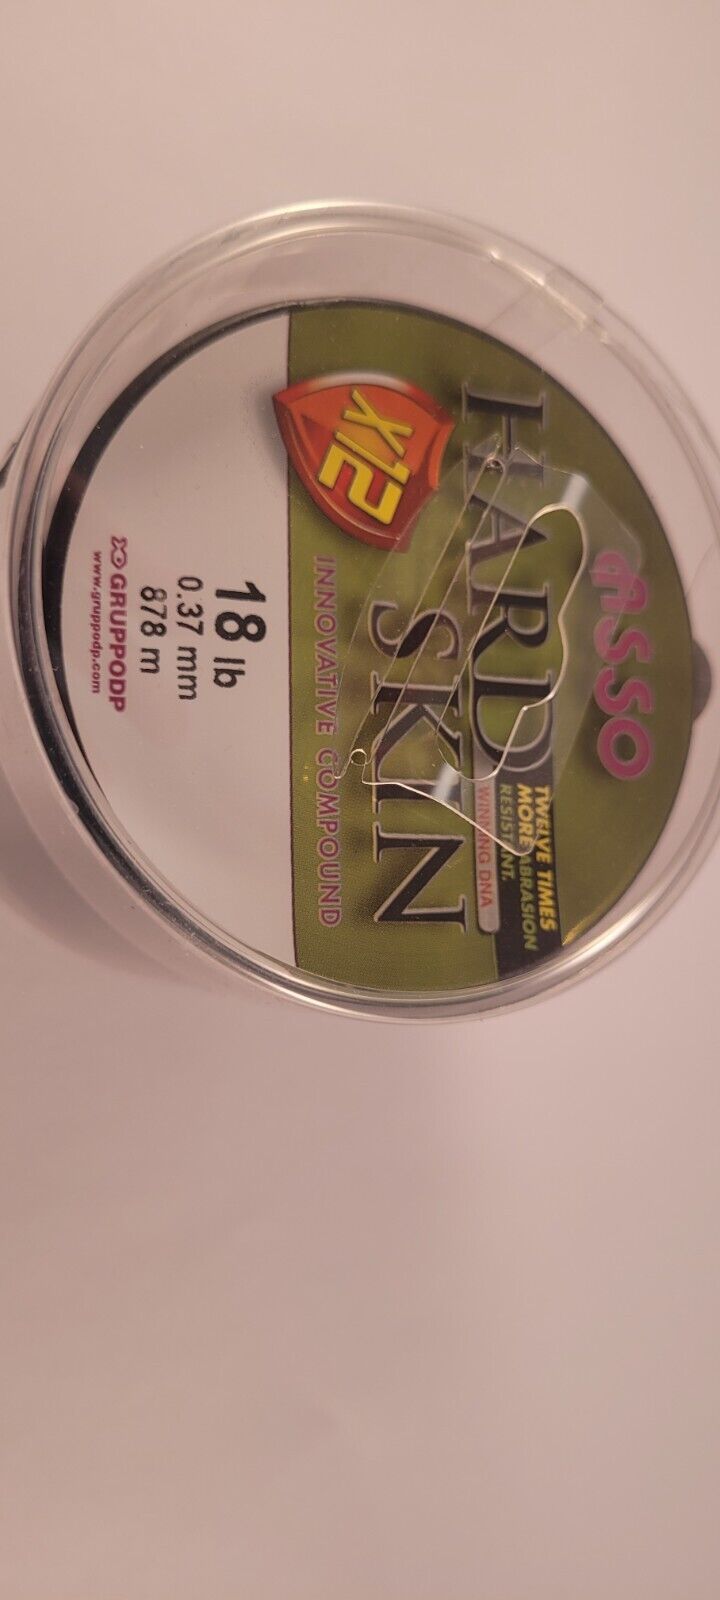 ASSO
TWELVE TIMES
MORE ABRASION
RESISTANT.
WINNING DNA
HARD
SKIN
X12
INNOVATIVE COMPOUND
18 lb
0.37 mm
878 m
GRUPPODP
www.gruppodp.com